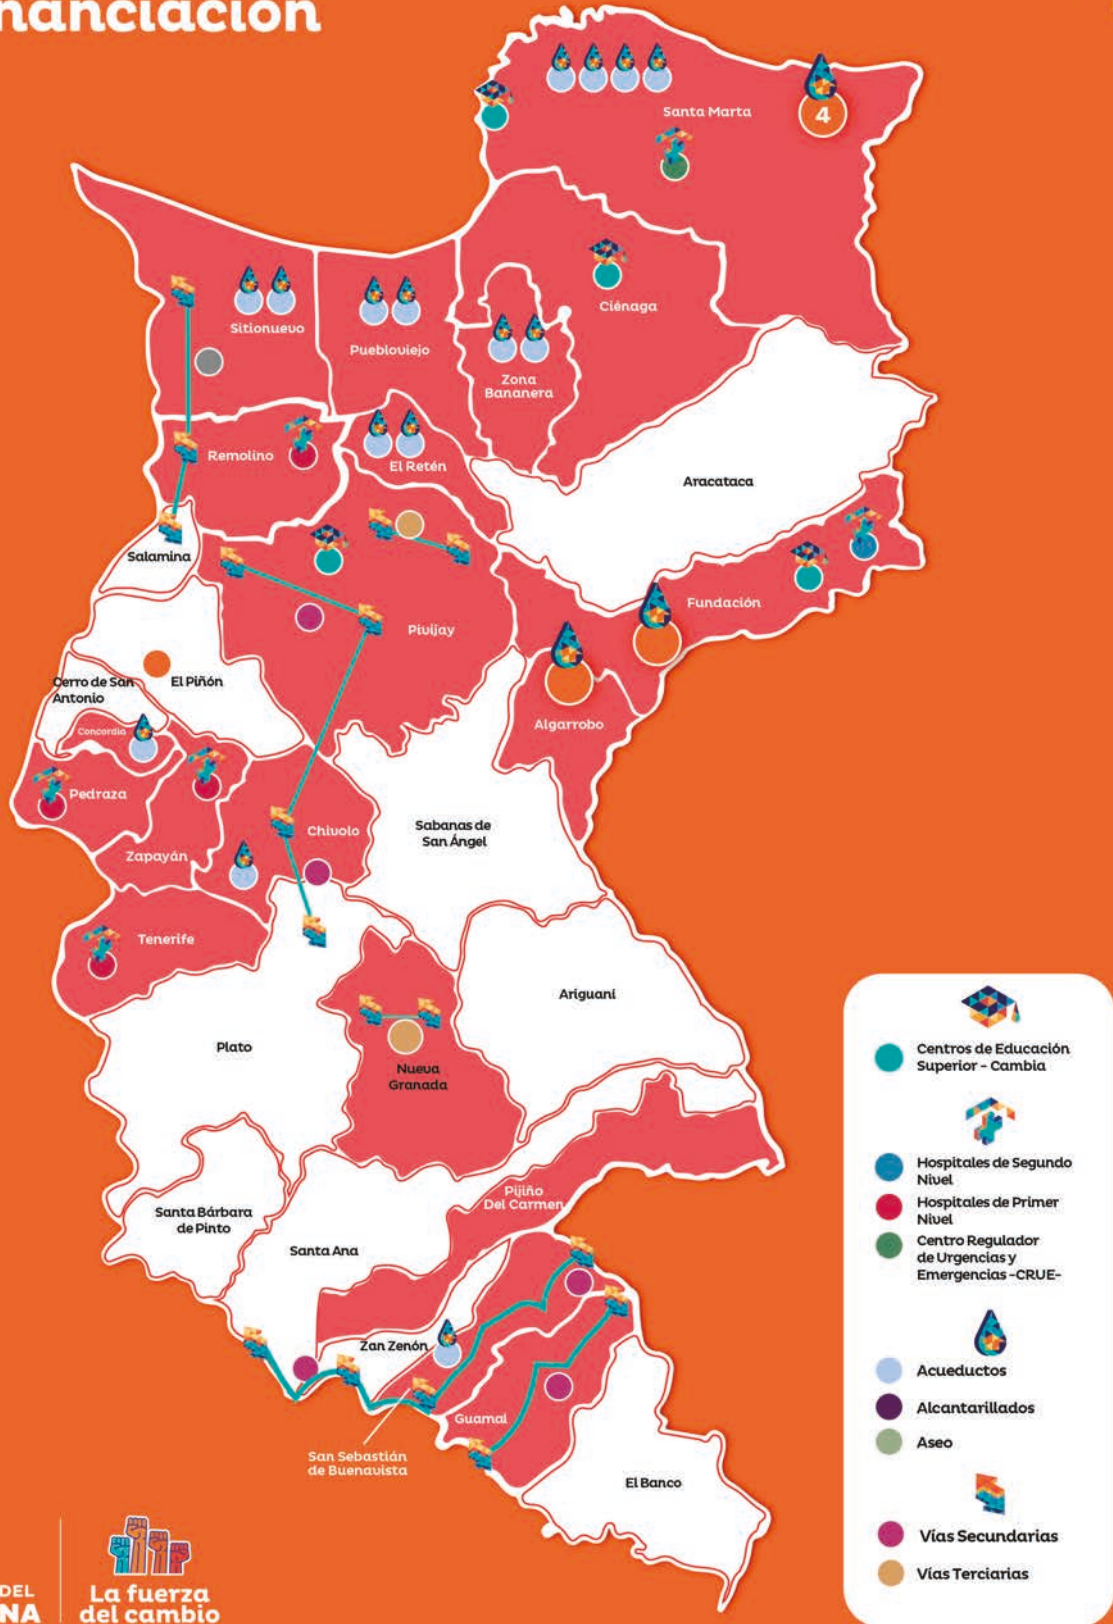 nanciación
Santa Marta
4
Ciénaga
Sitionuevo
Puebloviejo
Zona
Bananera
Remolino
El Retén
Aracataca
Salamina
Fundación
Pivijay
Cerro de San
Antonio
El Piñón
Concordia
Algarrobo
Pedraza
Chivolo
Sabanas de
San Ángel
Zapayán
Tenerife
Ariguaní
Plato
Nueva
Granada
Pijiño
Del Carmen
Santa Bárbara
de Pinto
Santa Ana
Zan Zenón
Guamal
San Sebastián
de Buenavista
El Banco
Centros de Educación
Superior - Cambia
Hospitales de Segundo
Nivel
Hospitales de Primer
Nivel
Centro Regulador
de Urgencias y
Emergencias -CRUE-
Acueductos
Alcantarillados
Aseo
Vías Secundarias
Vías Terciarias
DEL
NA
La fuerza
del cambio